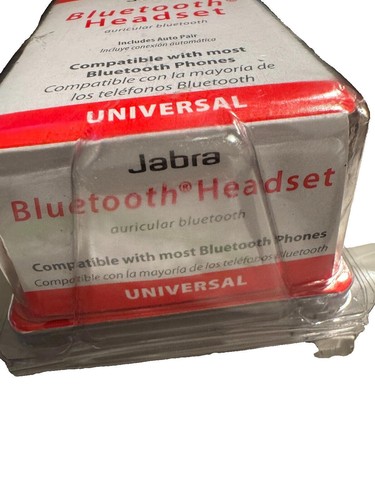 Bluetooth®
Headset
auricular bluetooth
Includes Auto Pair
Incluye conexión automático
Compatible with most
Bluetooth Phones
Compatible con la mayoría de
los teléfonos Bluetooth
UNIVERSAL
Jabra
Bluetooth® Headset
auricular bluetooth
Compatible with most Bluetooth Phones
Compatible con la mayoría de los teléfonos Bluetooth
UNIVERSAL